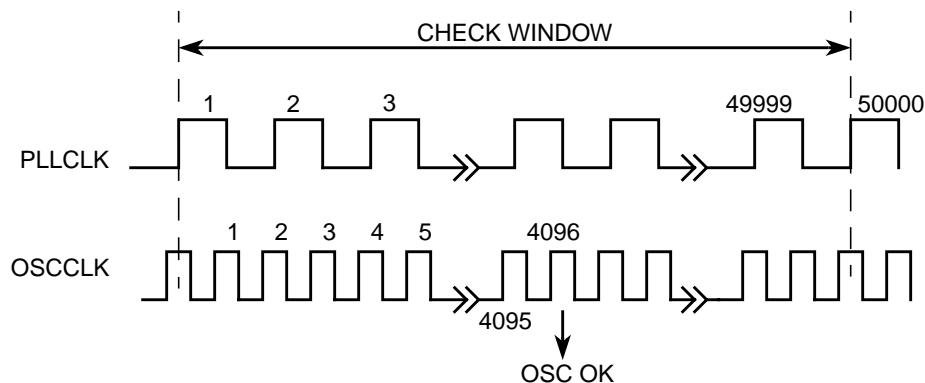 CHECK WINDOW
1 2 3 49999 50000
PLLCLK
1 2 3 4 5 4096
OSCCLK
4095
OSC OK